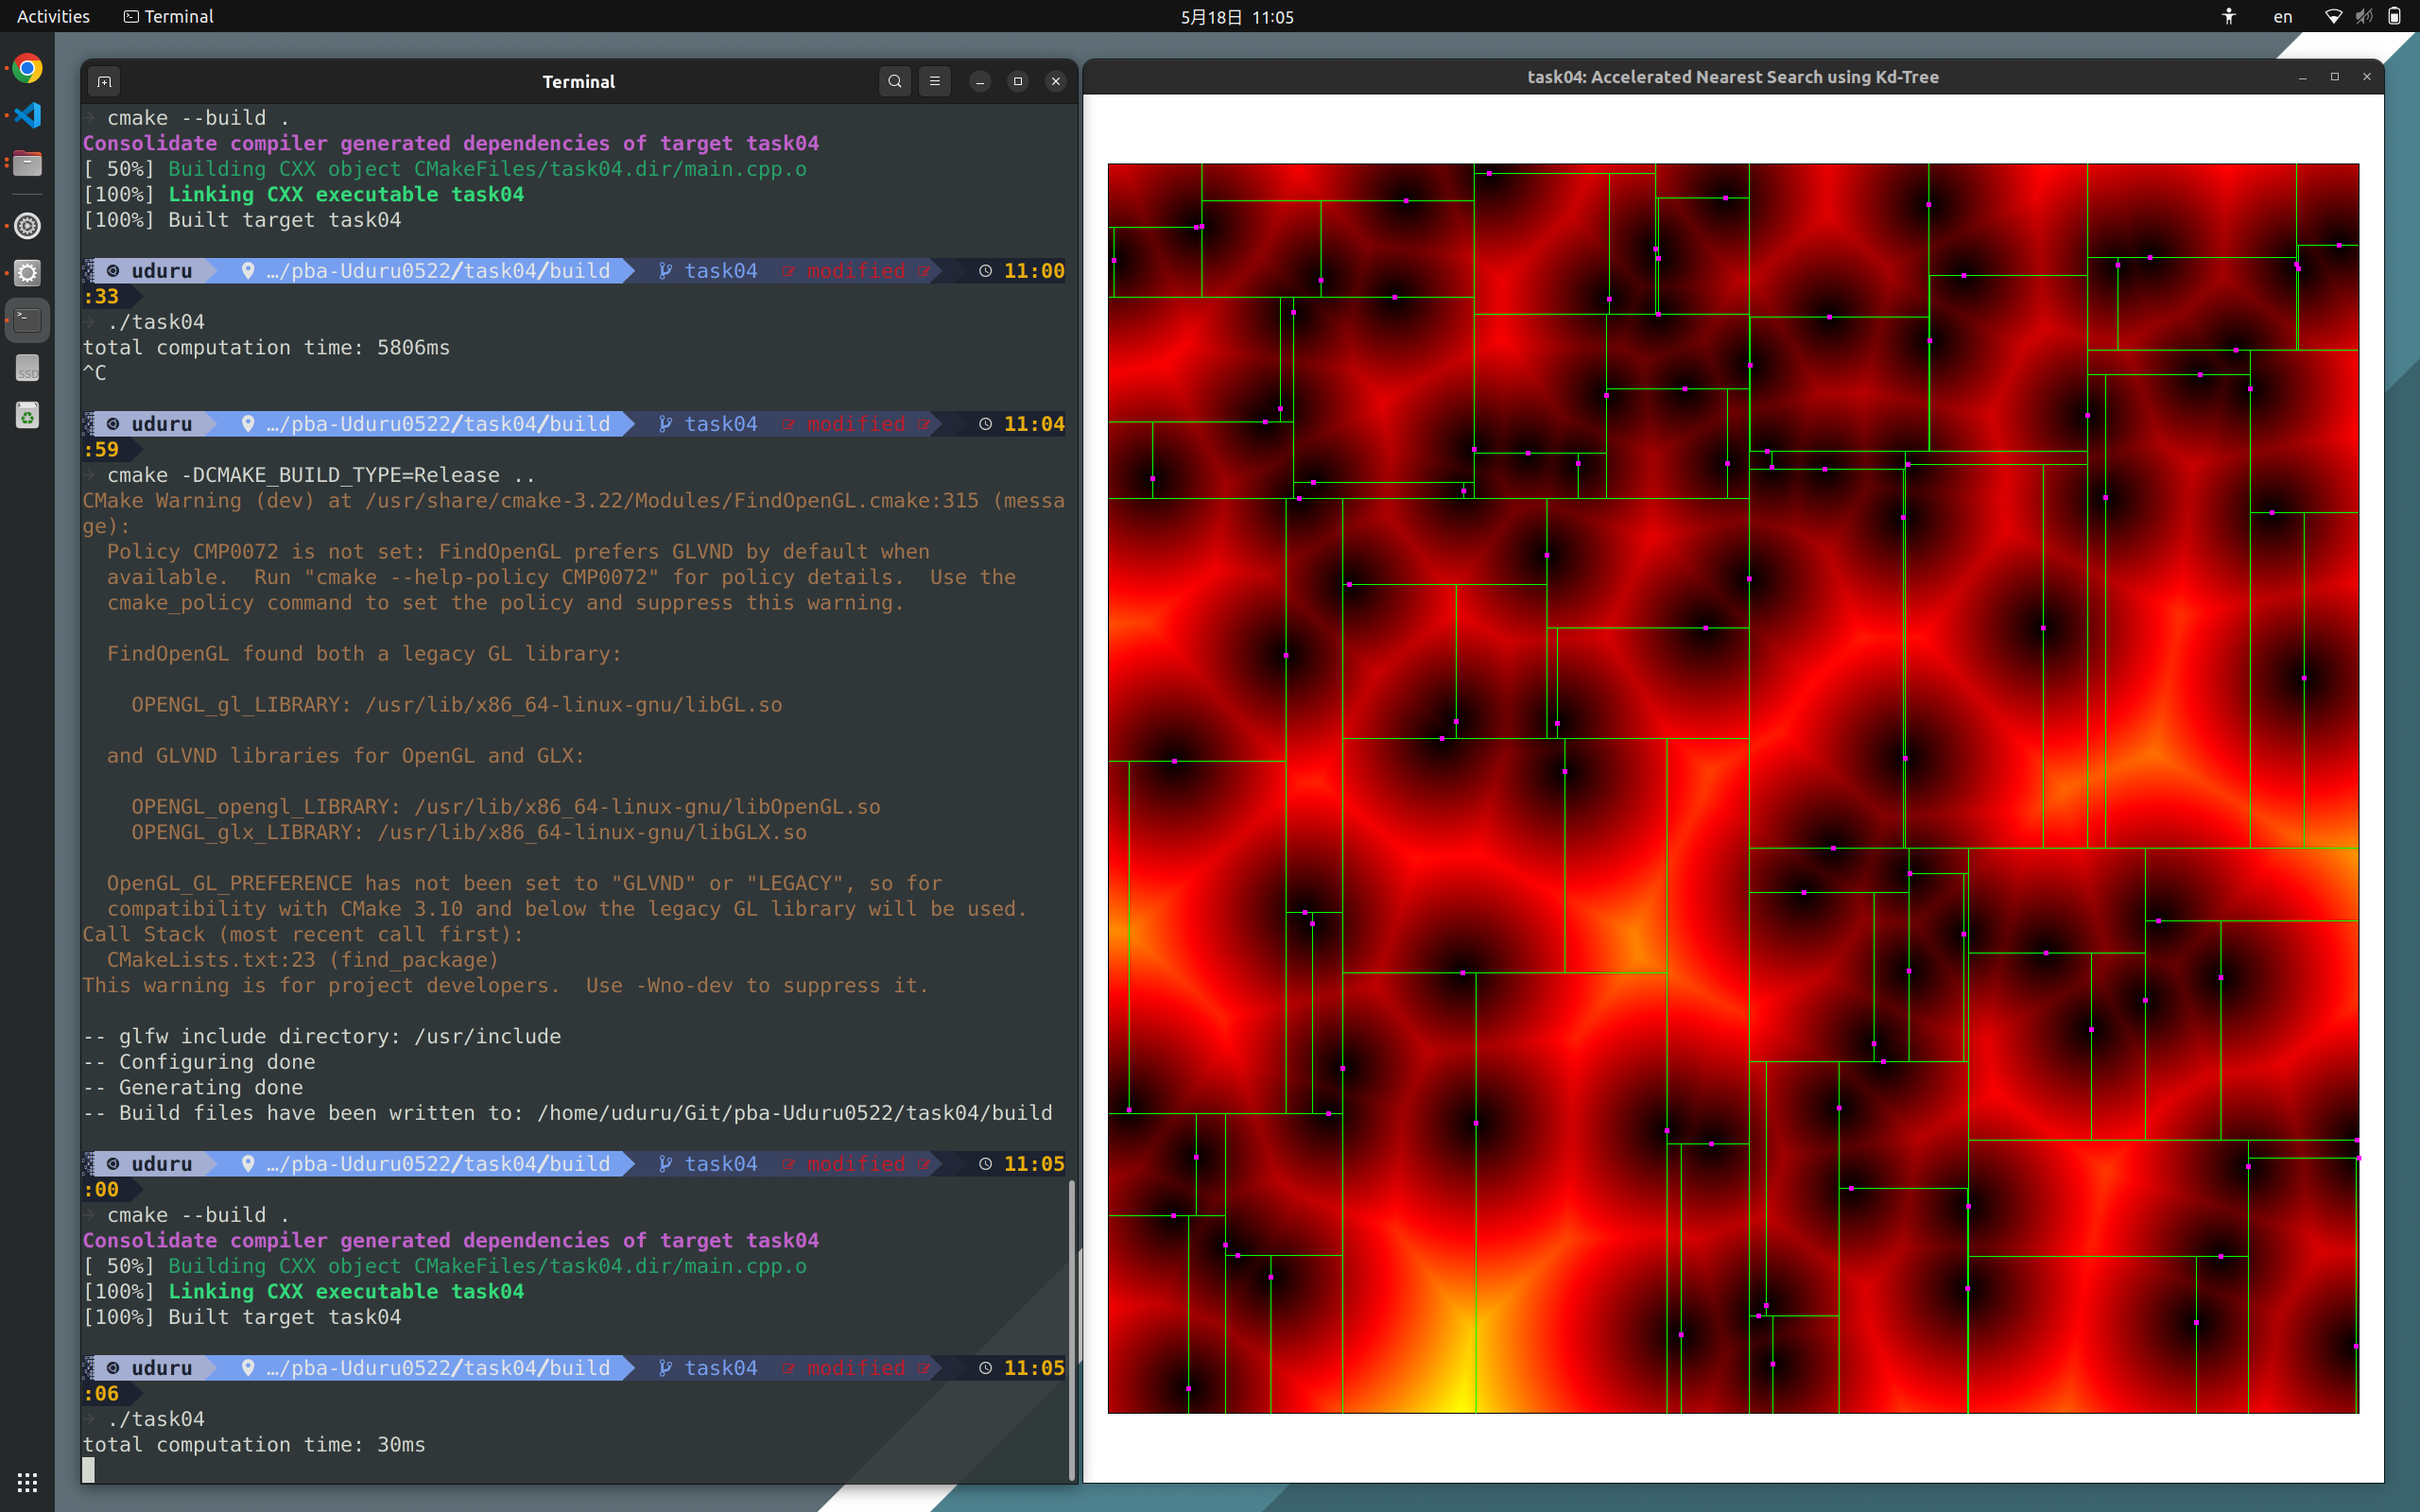 Activities
Terminal
5月18日 11:05
en
SSD
Terminal
→ cmake --build .
Consolidate compiler generated dependencies of target task04
[ 50%] Building CXX object CMakeFiles/task04.dir/main.cpp.o
[100%] Linking CXX executable task04
[100%] Built target task04
uduru …/pba-Uduru0522/task04/build task04 modified 11:00
:33
→ ./task04
total computation time: 5806ms
^C
uduru …/pba-Uduru0522/task04/build task04 modified 11:04
:59
→ cmake -DCMAKE_BUILD_TYPE=Release ..
CMake Warning (dev) at /usr/share/cmake-3.22/Modules/FindOpenGL.cmake:315 (messa
ge):
Policy CMP0072 is not set: FindOpenGL prefers GLVND by default when
available.  Run "cmake --help-policy CMP0072" for policy details.  Use the
cmake_policy command to set the policy and suppress this warning.
FindOpenGL found both a legacy GL library:
OPENGL_gl_LIBRARY: /usr/lib/x86_64-linux-gnu/libGL.so
and GLVND libraries for OpenGL and GLX:
OPENGL_opengl_LIBRARY: /usr/lib/x86_64-linux-gnu/libOpenGL.so
OPENGL_glx_LIBRARY: /usr/lib/x86_64-linux-gnu/libGLX.so
OpenGL_GL_PREFERENCE has not been set to "GLVND" or "LEGACY", so for
compatibility with CMake 3.10 and below the legacy GL library will be used.
Call Stack (most recent call first):
CMakeLists.txt:23 (find_package)
This warning is for project developers.  Use -Wno-dev to suppress it.
-- glfw include directory: /usr/include
-- Configuring done
-- Generating done
-- Build files have been written to: /home/uduru/Git/pba-Uduru0522/task04/build
uduru …/pba-Uduru0522/task04/build task04 modified 11:05
:00
→ cmake --build .
Consolidate compiler generated dependencies of target task04
[ 50%] Building CXX object CMakeFiles/task04.dir/main.cpp.o
[100%] Linking CXX executable task04
[100%] Built target task04
uduru …/pba-Uduru0522/task04/build task04 modified 11:05
:06
→ ./task04
total computation time: 30ms
task04: Accelerated Nearest Search using Kd-Tree